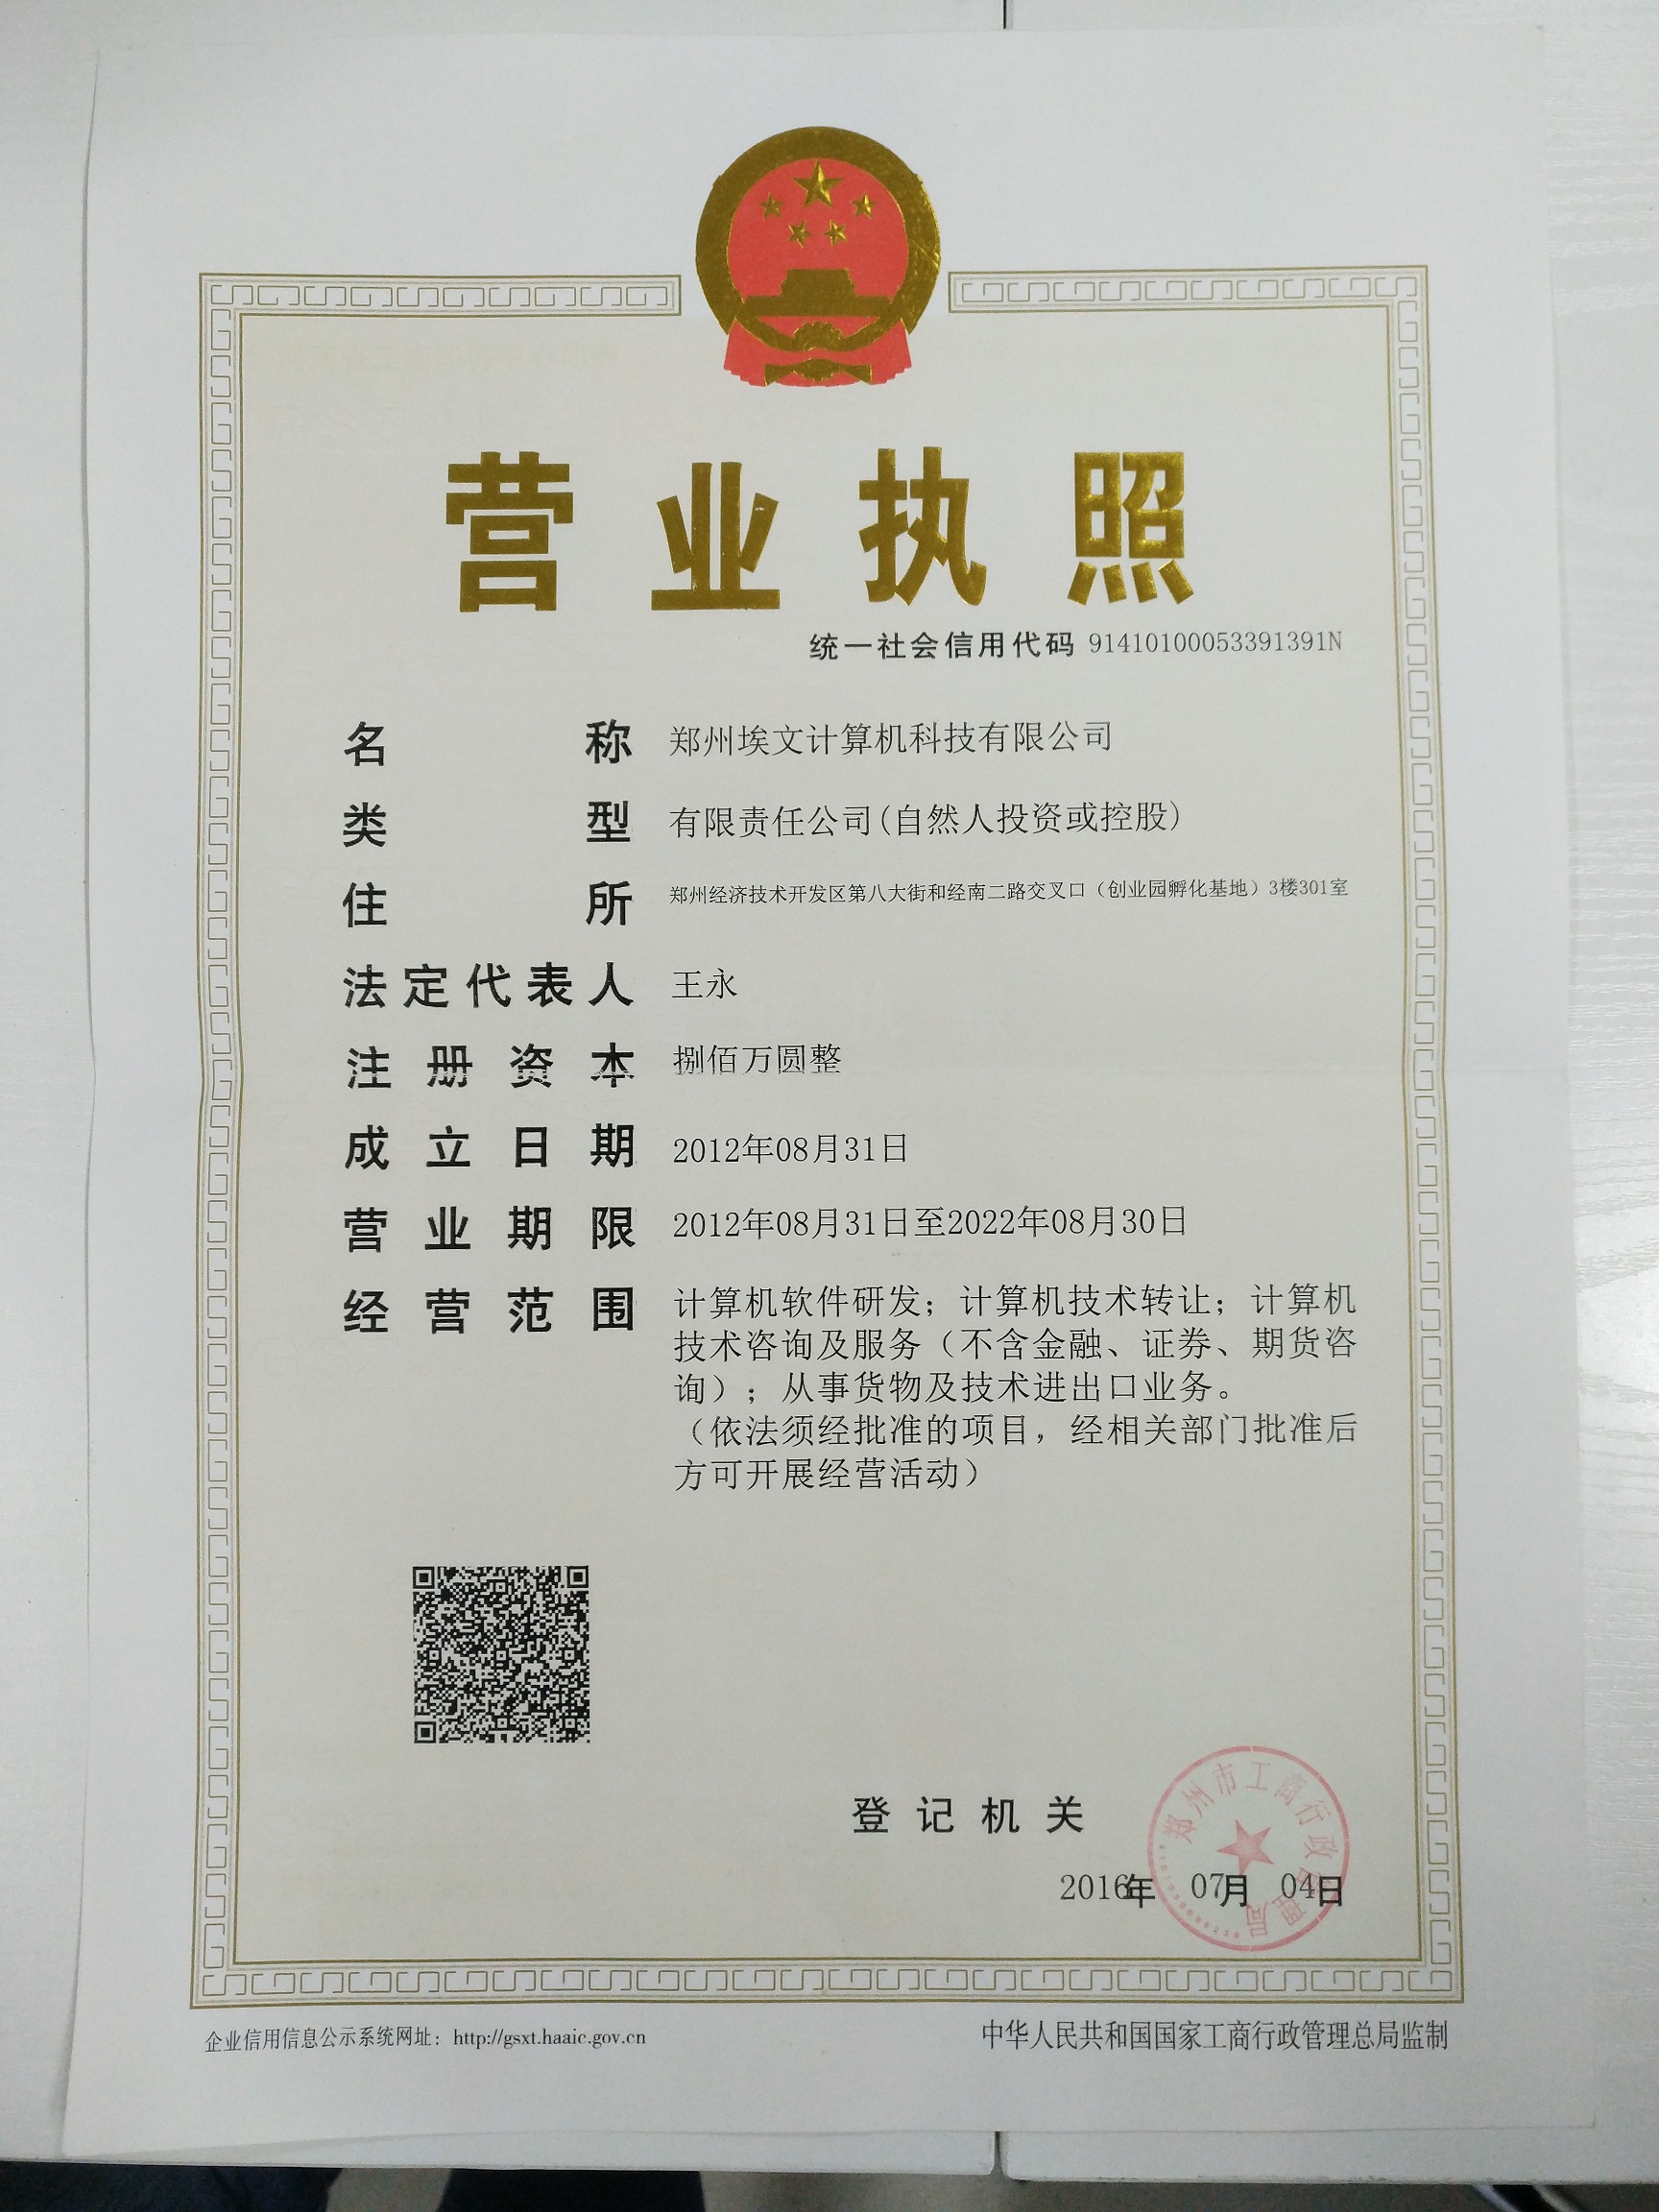 营业执照
统一社会信用代码 91410100053391391N
名称 郑州埃文计算机科技有限公司
类型 有限责任公司(自然人投资或控股)
住所 郑州经济技术开发区第八大街和经南二路交叉口（创业园孵化基地）3楼301室
法定代表人 王永
注册资本 捌佰万圆整
成立日期 2012年08月31日
营业期限 2012年08月31日至2022年08月30日
经营范围 计算机软件研发；计算机技术转让；计算机
技术咨询及服务（不含金融、证券、期货咨
询）；从事货物及技术进出口业务。
（依法须经批准的项目，经相关部门批准后
方可开展经营活动）
登记机关
郑州市工商行政管理局
2016年 07月 04日
企业信用信息公示系统网址：http://gsxt.haaic.gov.cn
中华人民共和国国家工商行政管理总局监制